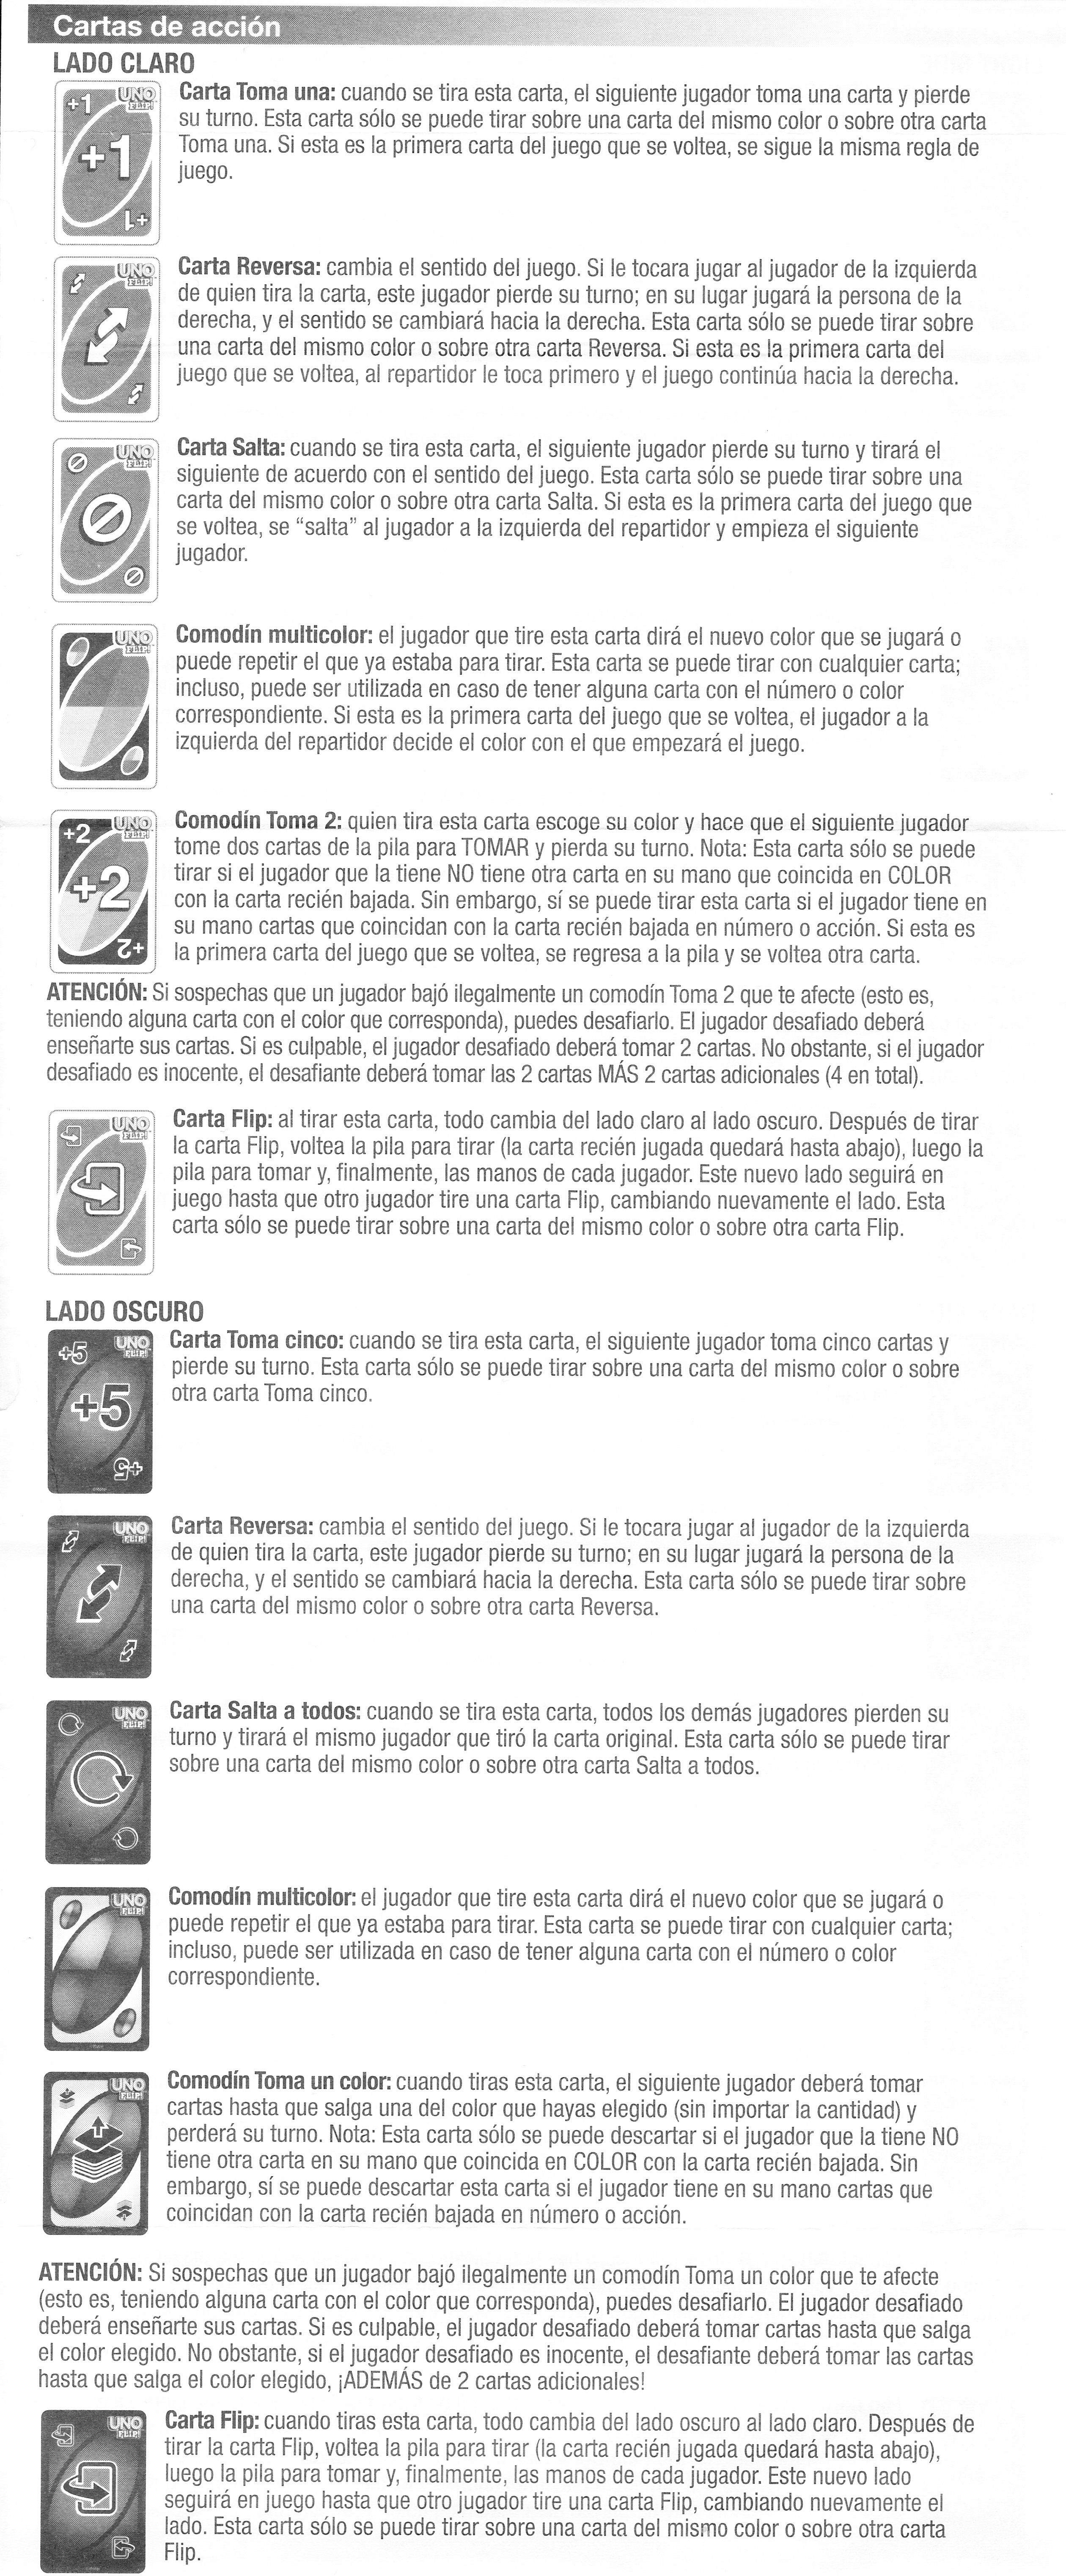 Cartas de acción
LADO CLARO
+1 UNO FLIP!
+1
+1
Carta Toma una: cuando se tira esta carta, el siguiente jugador toma una carta y pierde
su turno. Esta carta sólo se puede tirar sobre una carta del mismo color o sobre otra carta
Toma una. Si esta es la primera carta del juego que se voltea, se sigue la misma regla de
juego.
UNO FLIP!
Carta Reversa: cambia el sentido del juego. Si le tocara jugar al jugador de la izquierda
de quien tira la carta, este jugador pierde su turno; en su lugar jugará la persona de la
derecha, y el sentido se cambiará hacia la derecha. Esta carta sólo se puede tirar sobre
una carta del mismo color o sobre otra carta Reversa. Si esta es la primera carta del
juego que se voltea, al repartidor le toca primero y el juego continúa hacia la derecha.
UNO FLIP!
Carta Salta: cuando se tira esta carta, el siguiente jugador pierde su turno y tirará el
siguiente de acuerdo con el sentido del juego. Esta carta sólo se puede tirar sobre una
carta del mismo color o sobre otra carta Salta. Si esta es la primera carta del juego que
se voltea, se “salta” al jugador a la izquierda del repartidor y empieza el siguiente
jugador.
UNO FLIP!
Comodín multicolor: el jugador que tire esta carta dirá el nuevo color que se jugará o
puede repetir el que ya estaba para tirar. Esta carta se puede tirar con cualquier carta;
incluso, puede ser utilizada en caso de tener alguna carta con el número o color
correspondiente. Si esta es la primera carta del juego que se voltea, el jugador a la
izquierda del repartidor decide el color con el que empezará el juego.
+2 UNO FLIP!
+2
+2
Comodín Toma 2: quien tira esta carta escoge su color y hace que el siguiente jugador
tome dos cartas de la pila para TOMAR y pierda su turno. Nota: Esta carta sólo se puede
tirar si el jugador que la tiene NO tiene otra carta en su mano que coincida en COLOR
con la carta recién bajada. Sin embargo, sí se puede tirar esta carta si el jugador tiene en
su mano cartas que coincidan con la carta recién bajada en número o acción. Si esta es
la primera carta del juego que se voltea, se regresa a la pila y se voltea otra carta.
ATENCIÓN: Si sospechas que un jugador bajó ilegalmente un comodín Toma 2 que te afecte (esto es,
teniendo alguna carta con el color que corresponda), puedes desafiarlo. El jugador desafiado deberá
enseñarte sus cartas. Si es culpable, el jugador desafiado deberá tomar 2 cartas. No obstante, si el jugador
desafiado es inocente, el desafiante deberá tomar las 2 cartas MÁS 2 cartas adicionales (4 en total).
UNO FLIP!
Carta Flip: al tirar esta carta, todo cambia del lado claro al lado oscuro. Después de tirar
la carta Flip, voltea la pila para tirar (la carta recién jugada quedará hasta abajo), luego la
pila para tomar y, finalmente, las manos de cada jugador. Este nuevo lado seguirá en
juego hasta que otro jugador tire una carta Flip, cambiando nuevamente el lado. Esta
carta sólo se puede tirar sobre una carta del mismo color o sobre otra carta Flip.
LADO OSCURO
+5 UNO FLIP!
+5
+5
Carta Toma cinco: cuando se tira esta carta, el siguiente jugador toma cinco cartas y
pierde su turno. Esta carta sólo se puede tirar sobre una carta del mismo color o sobre
otra carta Toma cinco.
UNO FLIP!
Carta Reversa: cambia el sentido del juego. Si le tocara jugar al jugador de la izquierda
de quien tira la carta, este jugador pierde su turno; en su lugar jugará la persona de la
derecha, y el sentido se cambiará hacia la derecha. Esta carta sólo se puede tirar sobre
una carta del mismo color o sobre otra carta Reversa.
UNO FLIP!
Carta Salta a todos: cuando se tira esta carta, todos los demás jugadores pierden su
turno y tirará el mismo jugador que tiró la carta original. Esta carta sólo se puede tirar
sobre una carta del mismo color o sobre otra carta Salta a todos.
UNO FLIP!
Comodín multicolor: el jugador que tire esta carta dirá el nuevo color que se jugará o
puede repetir el que ya estaba para tirar. Esta carta se puede tirar con cualquier carta;
incluso, puede ser utilizada en caso de tener alguna carta con el número o color
correspondiente.
UNO FLIP!
Comodín Toma un color: cuando tiras esta carta, el siguiente jugador deberá tomar
cartas hasta que salga una del color que hayas elegido (sin importar la cantidad) y
perderá su turno. Nota: Esta carta sólo se puede descartar si el jugador que la tiene NO
tiene otra carta en su mano que coincida en COLOR con la carta recién bajada. Sin
embargo, sí se puede descartar esta carta si el jugador tiene en su mano cartas que
coincidan con la carta recién bajada en número o acción.
ATENCIÓN: Si sospechas que un jugador bajó ilegalmente un comodín Toma un color que te afecte
(esto es, teniendo alguna carta con el color que corresponda), puedes desafiarlo. El jugador desafiado
deberá enseñarte sus cartas. Si es culpable, el jugador desafiado deberá tomar cartas hasta que salga
el color elegido. No obstante, si el jugador desafiado es inocente, el desafiante deberá tomar las cartas
hasta que salga el color elegido, ¡ADEMÁS de 2 cartas adicionales!
UNO FLIP!
Carta Flip: cuando tiras esta carta, todo cambia del lado oscuro al lado claro. Después de
tirar la carta Flip, voltea la pila para tirar (la carta recién jugada quedará hasta abajo),
luego la pila para tomar y, finalmente, las manos de cada jugador. Este nuevo lado
seguirá en juego hasta que otro jugador tire una carta Flip, cambiando nuevamente el
lado. Esta carta sólo se puede tirar sobre una carta del mismo color o sobre otra carta
Flip.